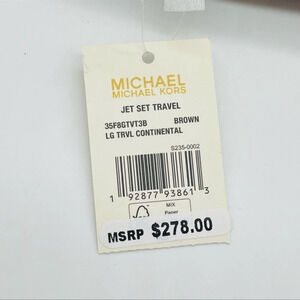 MICHAEL
MICHAEL KORS
JET SET TRAVEL
35F8GTVT3B BROWN
LG TRVL CONTINENTAL
S235-0002
1 92877 93861 3
MIX
Paper
MSRP $278.00